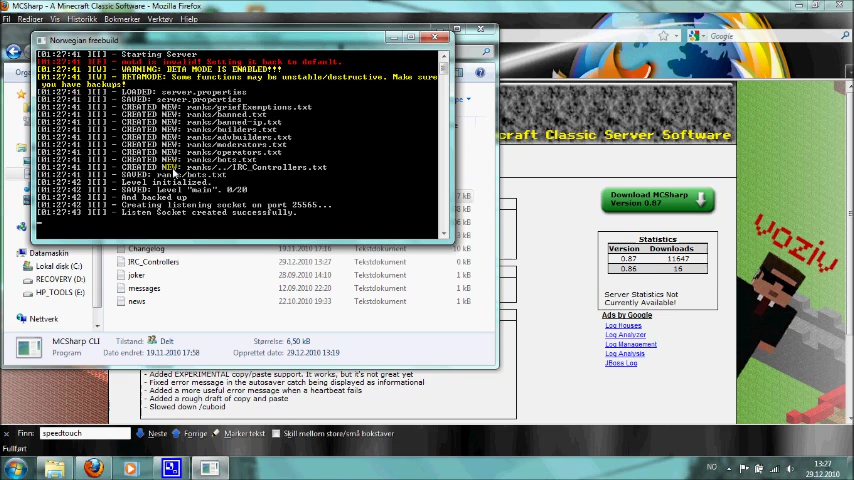 MCSharp - A Minecraft Classic Server Software - Mozilla Firefox
Rediger Vis Historikk Bokmerker Verktøy Hjelp
Norwegian freebuild
[01:27:41 ][I] - Starting Server
[01:27:41 ][E] - motd is invalid! Setting it back to default.
[01:27:41 ][W] - WARNING: BETA MODE IS ENABLED!!!
[01:27:41 ][W] - BETAMODE: Some functions may be unstable/destructive. Make sure
you have backups!
[01:27:41 ][I] - LOADED: server.properties
[01:27:41 ][I] - SAVED: server.properties
[01:27:41 ][I] - CREATED NEW: ranks/griefExemptions.txt
[01:27:41 ][I] - CREATED NEW: ranks/banned.txt
[01:27:41 ][I] - CREATED NEW: ranks/banned-ip.txt
[01:27:41 ][I] - CREATED NEW: ranks/builders.txt
[01:27:41 ][I] - CREATED NEW: ranks/advbuilders.txt
[01:27:41 ][I] - CREATED NEW: ranks/moderators.txt
[01:27:41 ][I] - CREATED NEW: ranks/operators.txt
[01:27:41 ][I] - CREATED NEW: ranks/bots.txt
[01:27:41 ][I] - CREATED NEW: ranks/../IRC_Controllers.txt
[01:27:41 ][I] - SAVED: ranks/bots.txt
[01:27:42 ][I] - Level initialized.
[01:27:42 ][I] - SAVED: Level "main". 0/20
[01:27:42 ][I] - And backed up
[01:27:42 ][I] - Creating listening socket on port 25565...
[01:27:43 ][I] - Listen Socket created successfully.
Google
craft Classic Server Software
Download MCSharp
Version 0.87
Statistics
Version Downloads
0.87 11647
0.86 16
Server Statistics Not
Currently Available!
Ads by Google
Log Houses
Log Analyzer
Log Management
Log Analysis
JBoss Log
voziv
Datamaskin
Lokal disk (C:)
RECOVERY (D:)
HP_TOOLS (E:)
Nettverk
Changelog 19.11.2010 17:16 Tekstdokument
IRC_Controllers 29.12.2010 13:27 Tekstdokument 0 kB
joker 28.09.2010 14:10 Tekstdokument 1 kB
messages 12.09.2010 22:20 Tekstdokument 1 kB
news 22.10.2010 19:33 Tekstdokument 1 kB
MCSharp CLI Tilstand: Delt Størrelse: 6,50 kB
Program Dato endret: 19.11.2010 17:58 Opprettet dato: 29.12.2010 13:19
- Added EXPERIMENTAL copy/paste support. It works, but it's not great yet
- Fixed error message in the autosaver catch being displayed as informational
- Added a more useful error message when a heartbeat fails
- Added a rough draft of copy and paste
- Slowed down /cuboid
Finn: speedtouch Neste Forrige Marker tekst Skill mellom store/små bokstaver
Fullført
NO
13:27
29.12.2010